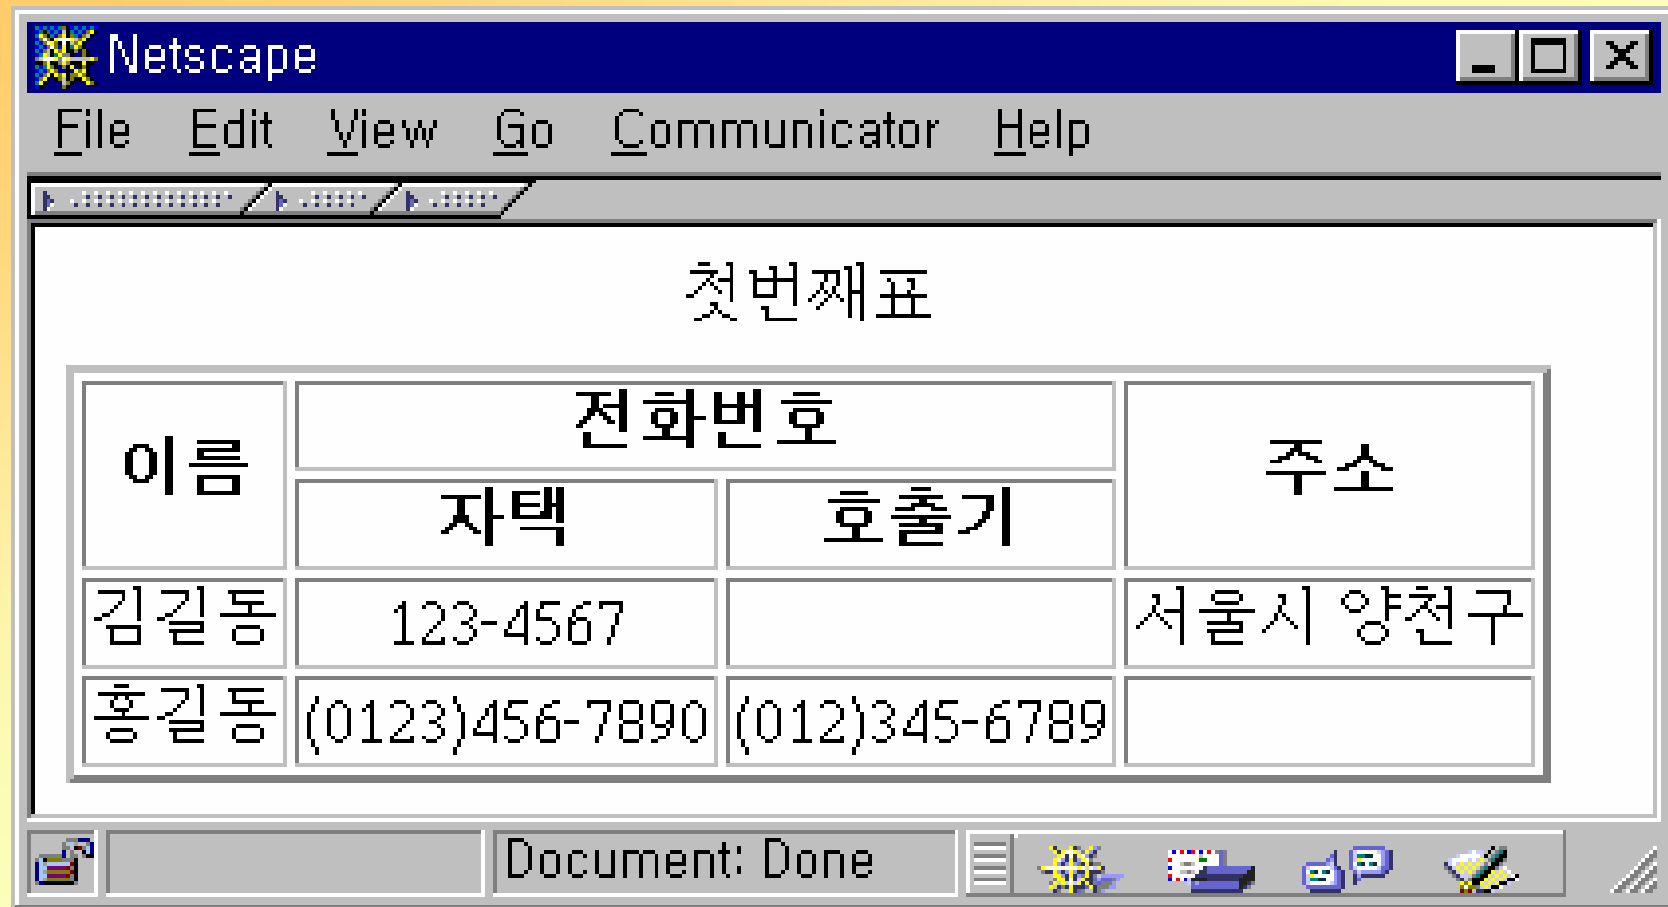 Netscape
File Edit View Go Communicator Help
첫번째표
이름 전화번호 주소
자택 호출기
김길동 123-4567 서울시 양천구
홍길동 (0123)456-7890 (012)345-6789
Document: Done